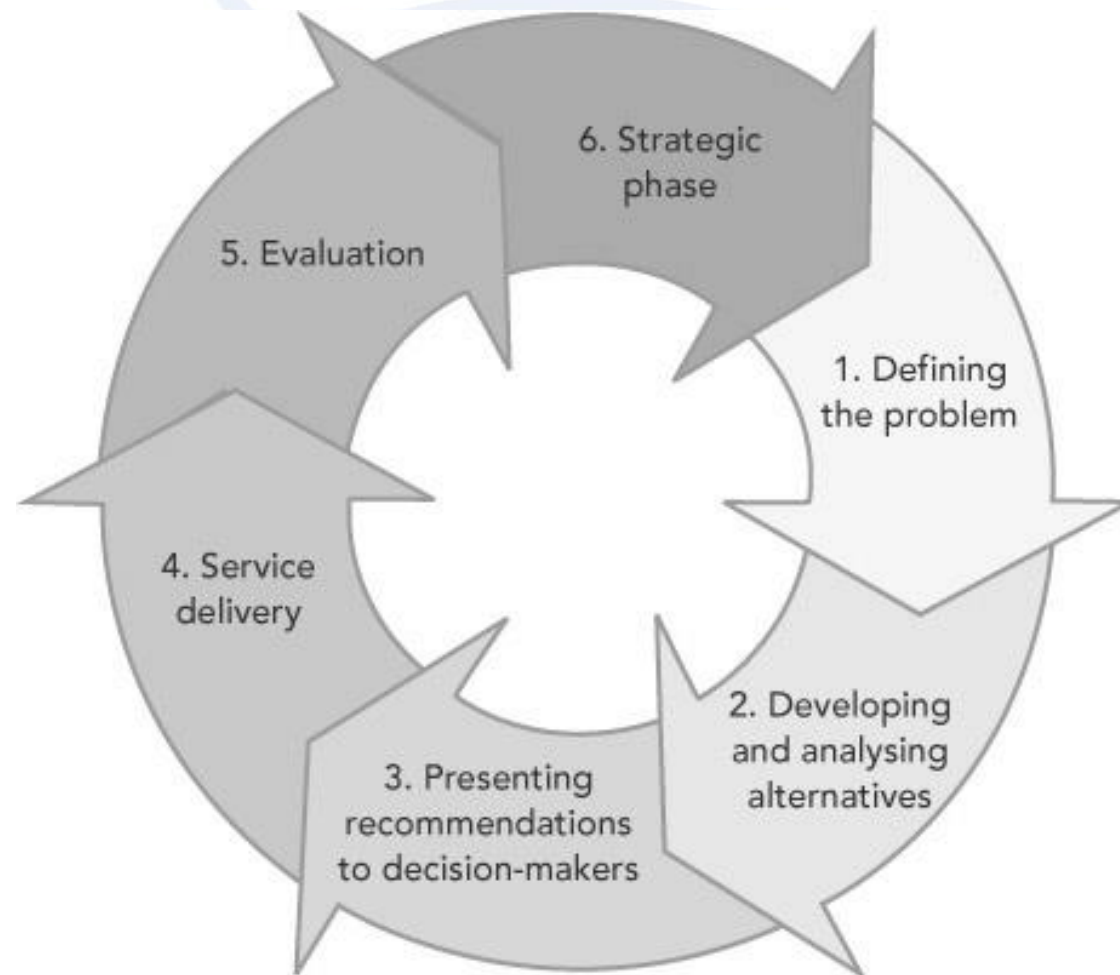 6. Strategic
phase
1. Defining
the problem
2. Developing
and analysing
alternatives
3. Presenting
recommendations
to decision-makers
4. Service
delivery
5. Evaluation